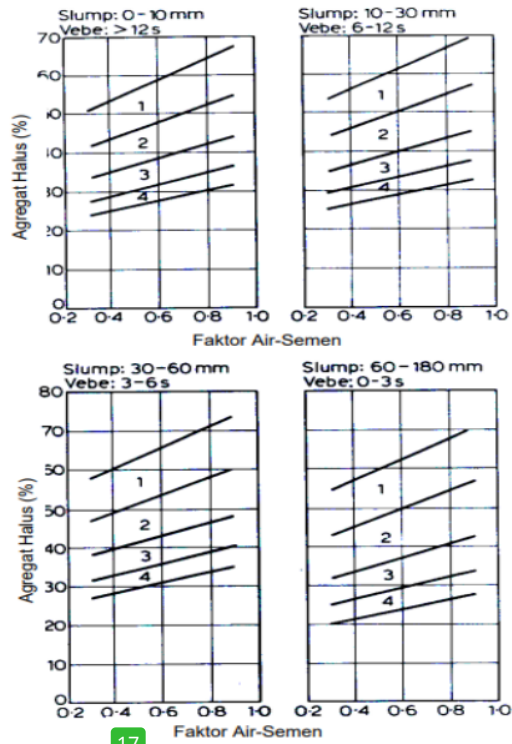 Slump: 0-10 mm
Vebe: >12s
Slump: 10-30 mm
Vebe: 6-12s
Agregat Halus (%)
70
60
50
40
30
20
10
0
1
2
3
4
1
2
3
4
0·2 0·4 0·6 0·8 1·0
0·2 0·4 0·6 0·8 1·0
Faktor Air-Semen
Slump: 30-60 mm
Vebe: 3-6s
Slump: 60-180 mm
Vebe: 0-3s
Agregat Halus (%)
80
70
50
50
40
30
20
10
0
1
2
3
4
1
2
3
4
0·2 0·4 0·6 0·8 1·0
0·2 0·4 0·6 0·8 1·0
17
Faktor Air-Semen